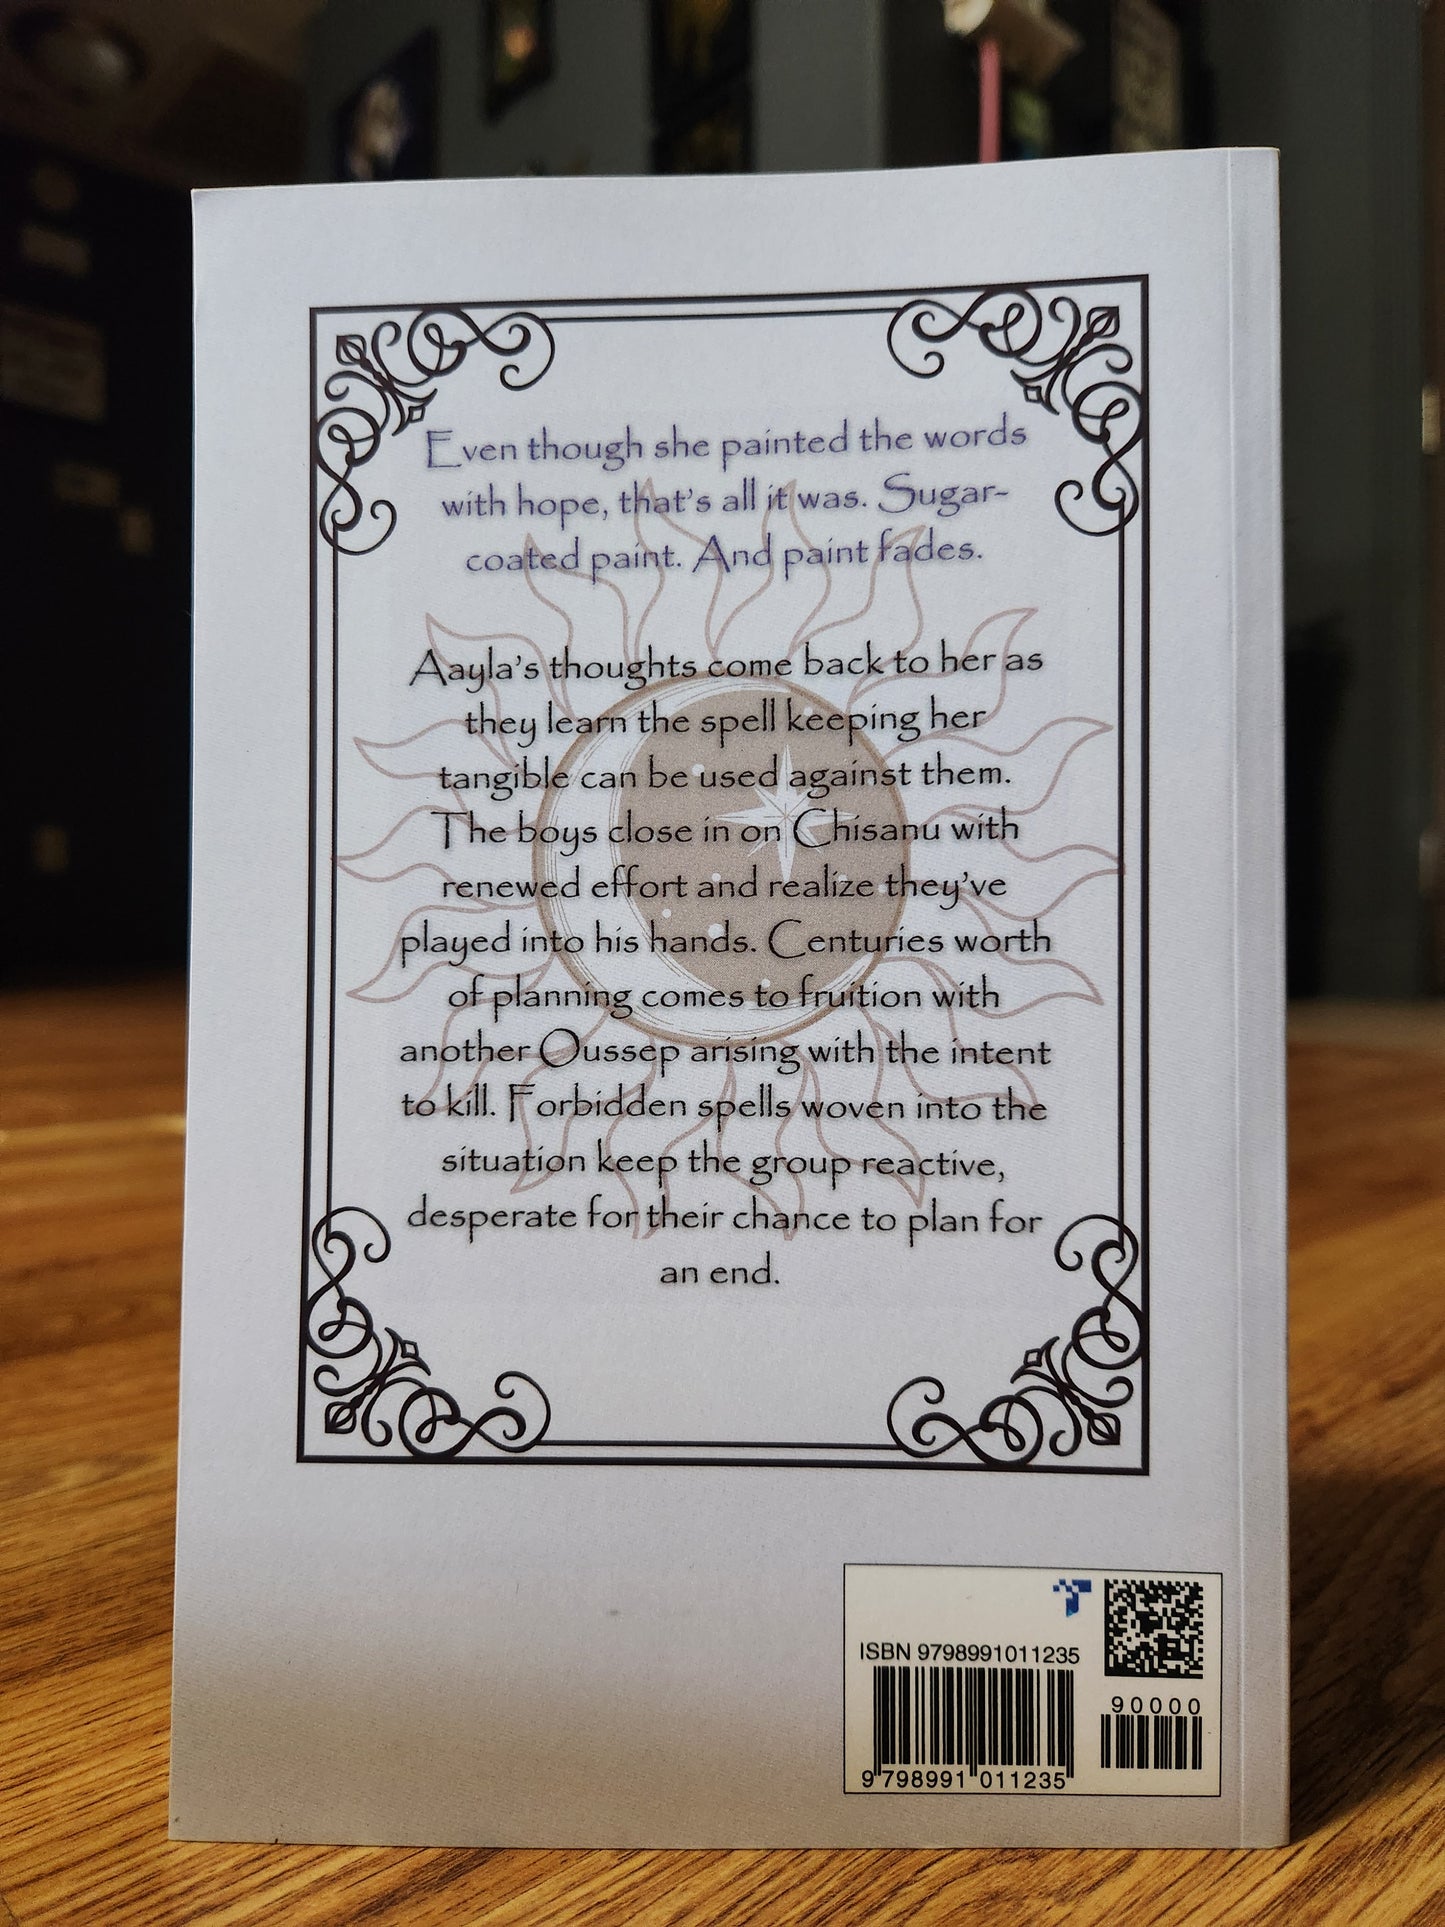 Even though she painted the words
with hope, that's all it was. Sugar-
coated paint. And paint fades.
Aayla's thoughts come back to her as
they learn the spell keeping her
tangible can be used against them.
The boys close in on Chisanu with
renewed effort and realize they've
played into his hands. Centuries worth
of planning comes to fruition with
another Oussep arising with the intent
to kill. Forbidden spells woven into the
situation keep the group reactive,
desperate for their chance to plan for
an end.
ISBN 9798991011235
90000
9 798991 011235